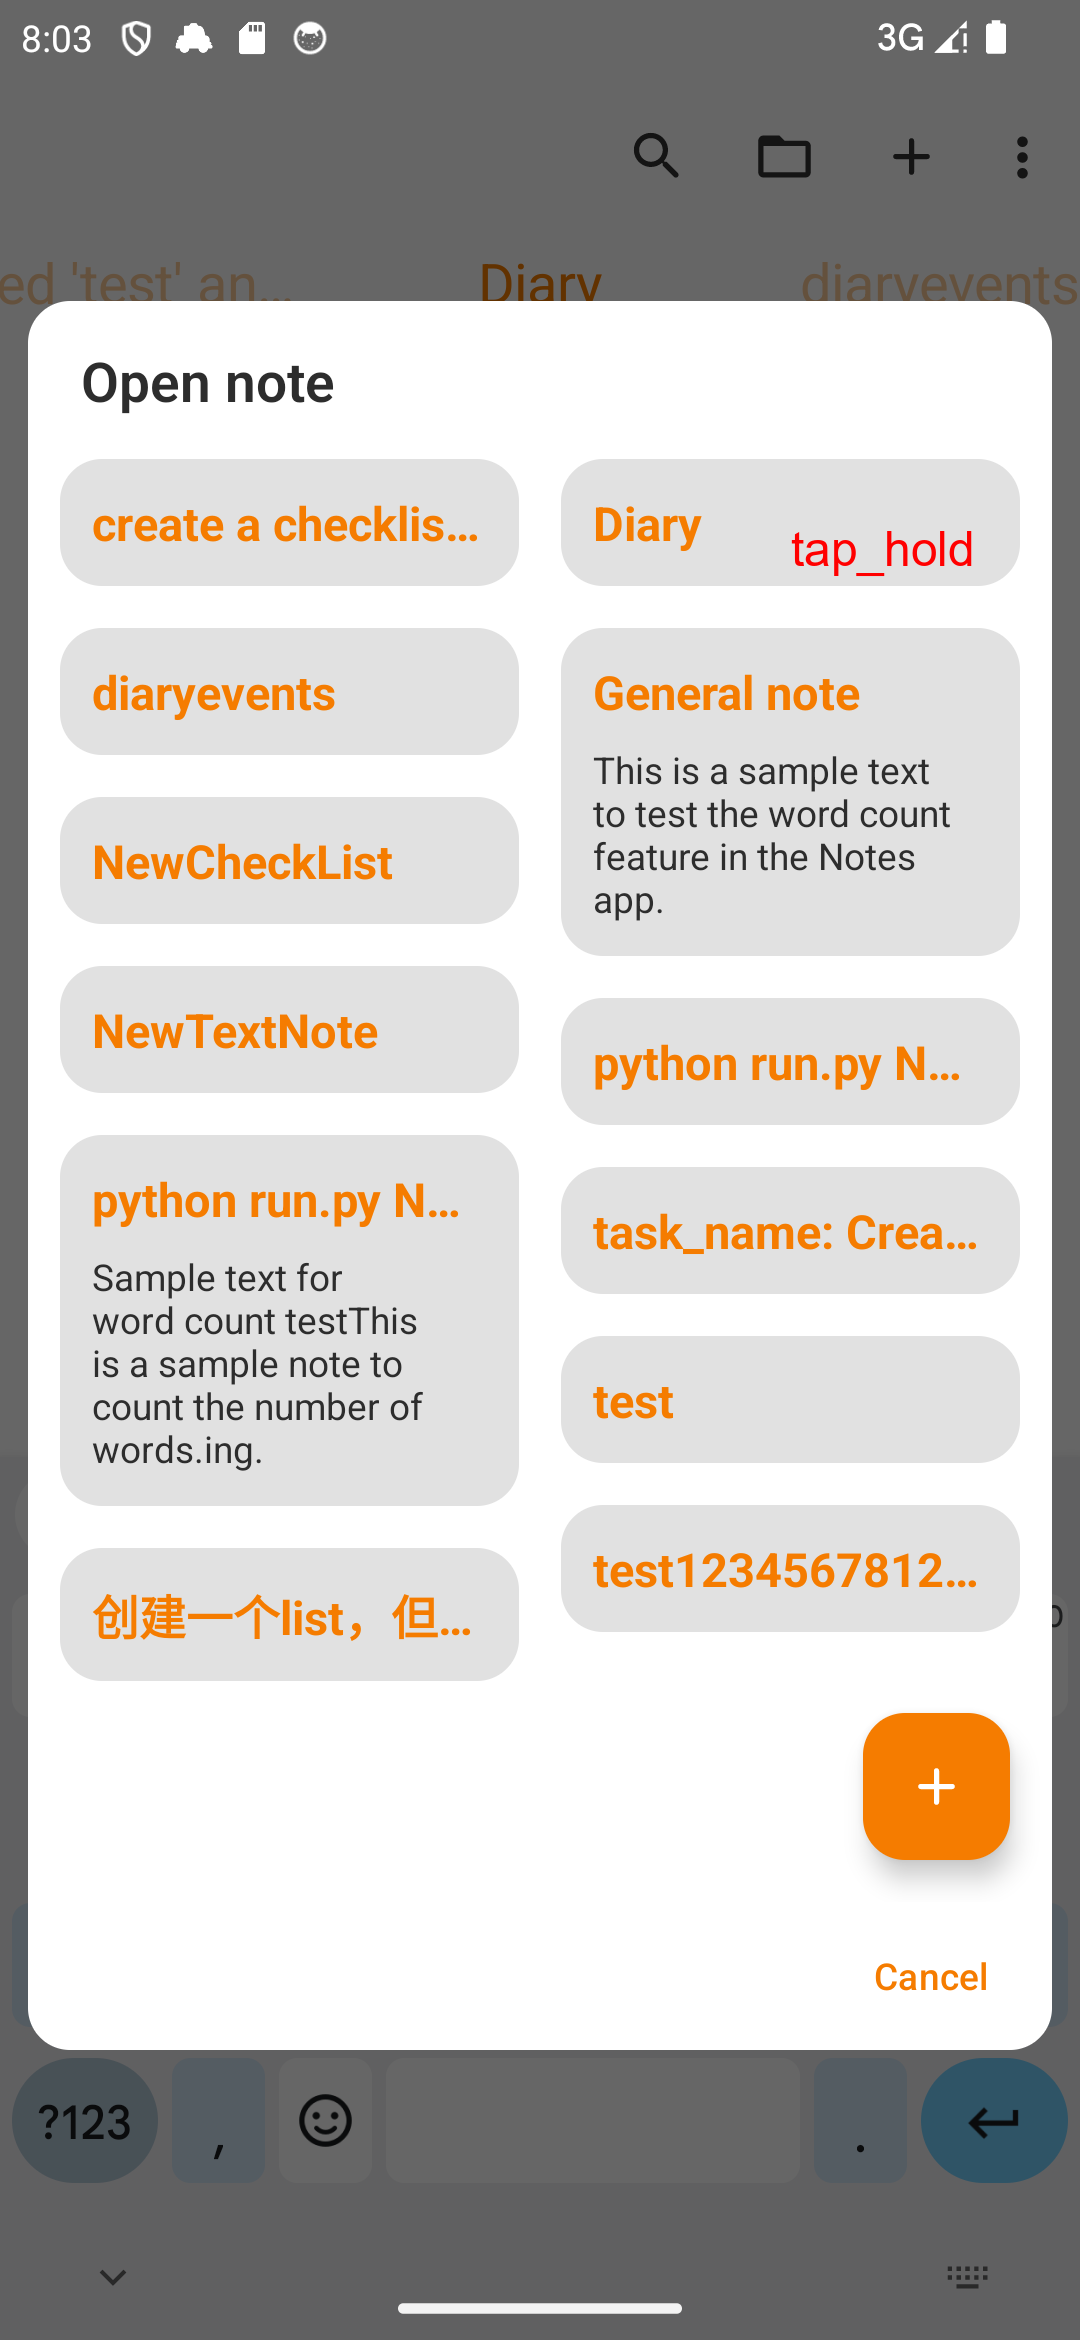 8:03
3G
ed 'test' an...
Diary
diaryevents
Open note
create a checklis...
Diary
tap_hold
diaryevents
General note
This is a sample text
to test the word count
feature in the Notes
app.
NewCheckList
NewTextNote
python run.py N...
python run.py N...
Sample text for
word count testThis
is a sample note to
count the number of
words.ing.
task_name: Crea...
test
test1234567812...
创建一个list，但...
Cancel
?123
,
.